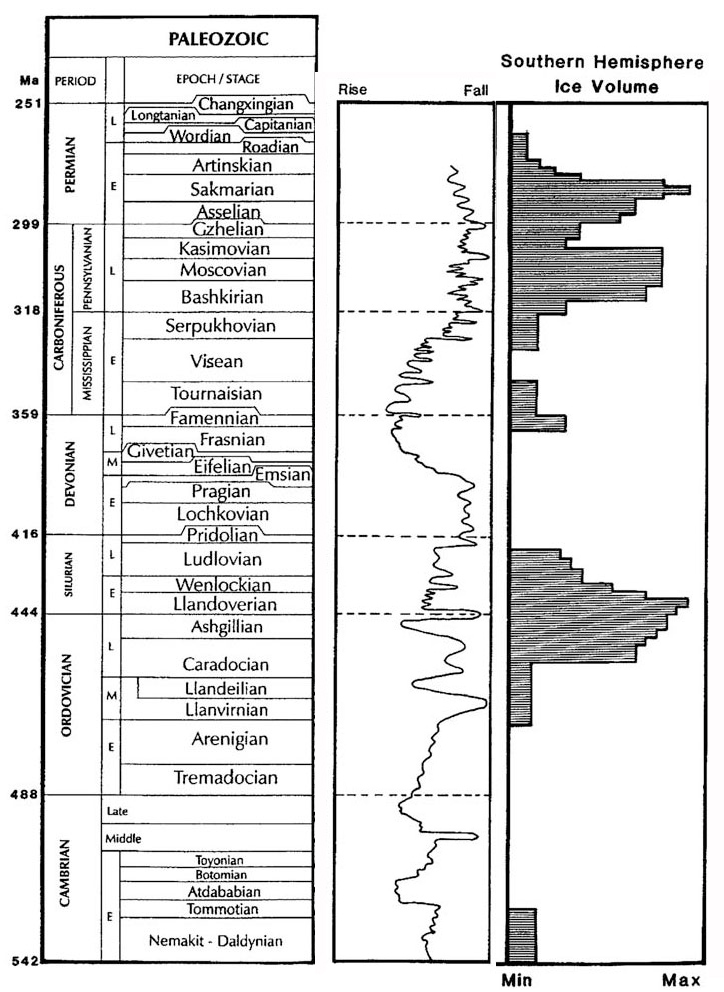 PALEOZOIC
Ma PERIOD EPOCH / STAGE
Rise Fall
Southern Hemisphere
Ice Volume
251
PERMIAN
L
E
Changxingian
Longtanian
Capitanian
Wordian
Roadian
Artinskian
Sakmarian
Asselian
299
CARBONIFEROUS
PENNSYLVANIAN
MISSISSIPPIAN
L
E
Gzhelian
Kasimovian
Moscovian
Bashkirian
318
Serpukhovian
Visean
Tournaisian
359
DEVONIAN
L
M
E
Famennian
Frasnian
Givetian
Eifelian
Emsian
Pragian
Lochkovian
416
SILURIAN
L
E
Pridolian
Ludlovian
Wenlockian
Llandoverian
444
ORDOVICIAN
L
M
E
Ashgillian
Caradocian
Llandeilian
Llanvirnian
Arenigian
Tremadocian
488
CAMBRIAN
Late
Middle
E
Toyonian
Botomian
Atdababian
Tommotian
Nemakit - Daldynian
542
Min Max